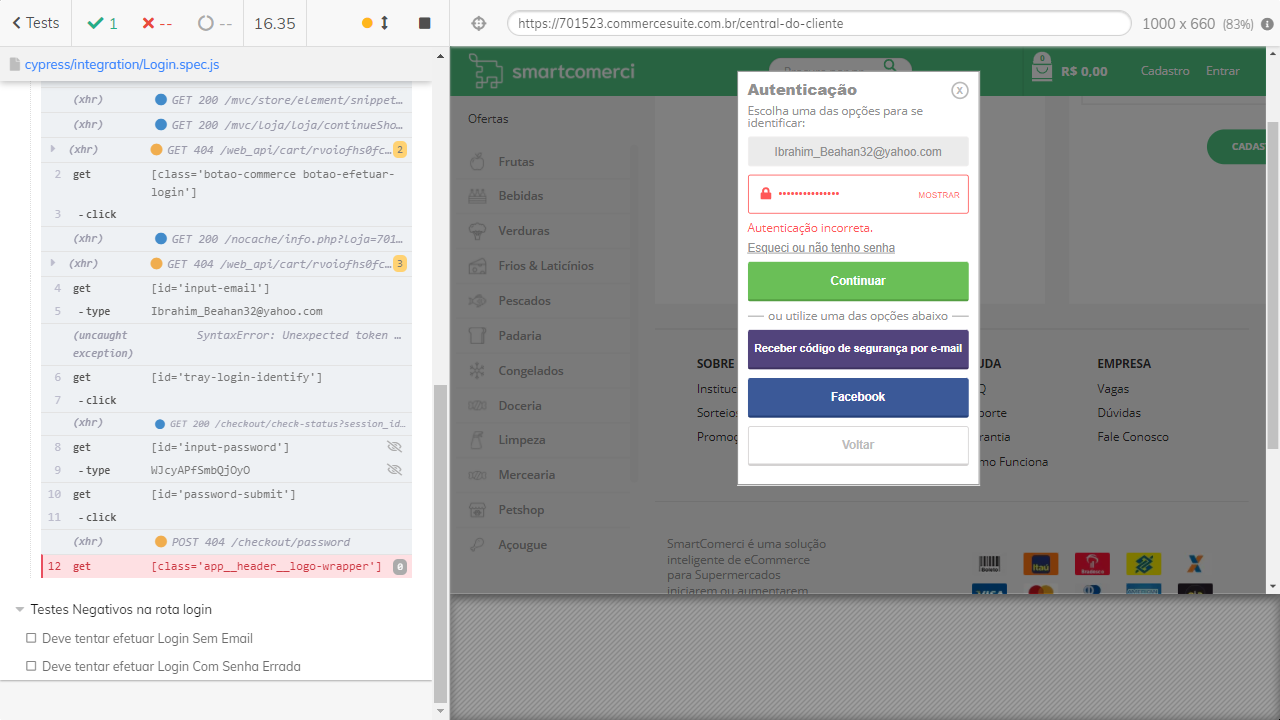 Tests
1
--
--
16.35
https://701523.commercesuite.com.br/central-do-cliente
1000 x 660 (83%)
cypress/integration/Login.spec.js
(xhr) GET 200 /mvc/store/element/snippet…
(xhr) GET 200 /mvc/loja/loja/continueSho…
(xhr) GET 404 /web_api/cart/rvoiofhs0fc… 2
2 get [class='botao-commerce botao-efetuar-
login']
3 -click
(xhr) GET 200 /nocache/info.php?loja=701…
(xhr) GET 404 /web_api/cart/rvoiofhs0fc… 3
4 get [id='input-email']
5 -type Ibrahim_Beahan32@yahoo.com
(uncaught SyntaxError: Unexpected token …
exception)
6 get [id='tray-login-identify']
7 -click
(xhr) GET 200 /checkout/check-status?session_id…
8 get [id='input-password']
9 -type WJcyAPfSmbQjOyO
10 get [id='password-submit']
11 -click
(xhr) POST 404 /checkout/password
12 get [class='app__header__logo-wrapper'] 0
Testes Negativos na rota login
Deve tentar efetuar Login Sem Email
Deve tentar efetuar Login Com Senha Errada
smartcomerci
0
R$ 0,00
Cadastro
Entrar
Ofertas
Frutas
Bebidas
Verduras
Frios & Laticínios
Pescados
Padaria
Congelados
Doceria
Limpeza
Mercearia
Petshop
Açougue
CADAS
Autenticação
X
Escolha uma das opções para se
identificar:
Ibrahim_Beahan32@yahoo.com
•••••••••••••••
MOSTRAR
Autenticação incorreta.
Esqueci ou não tenho senha
Continuar
ou utilize uma das opções abaixo
Receber código de segurança por e-mail
Facebook
Voltar
SOBRE
Instituc
Sorteios
Promoç
UDA
Q
porte
rantia
mo Funciona
EMPRESA
Vagas
Dúvidas
Fale Conosco
SmartComerci é uma solução
inteligente de eCommerce
para Supermercados
iniciarem ou aumentarem
Boleto
Itaú
Bradesco
VISA